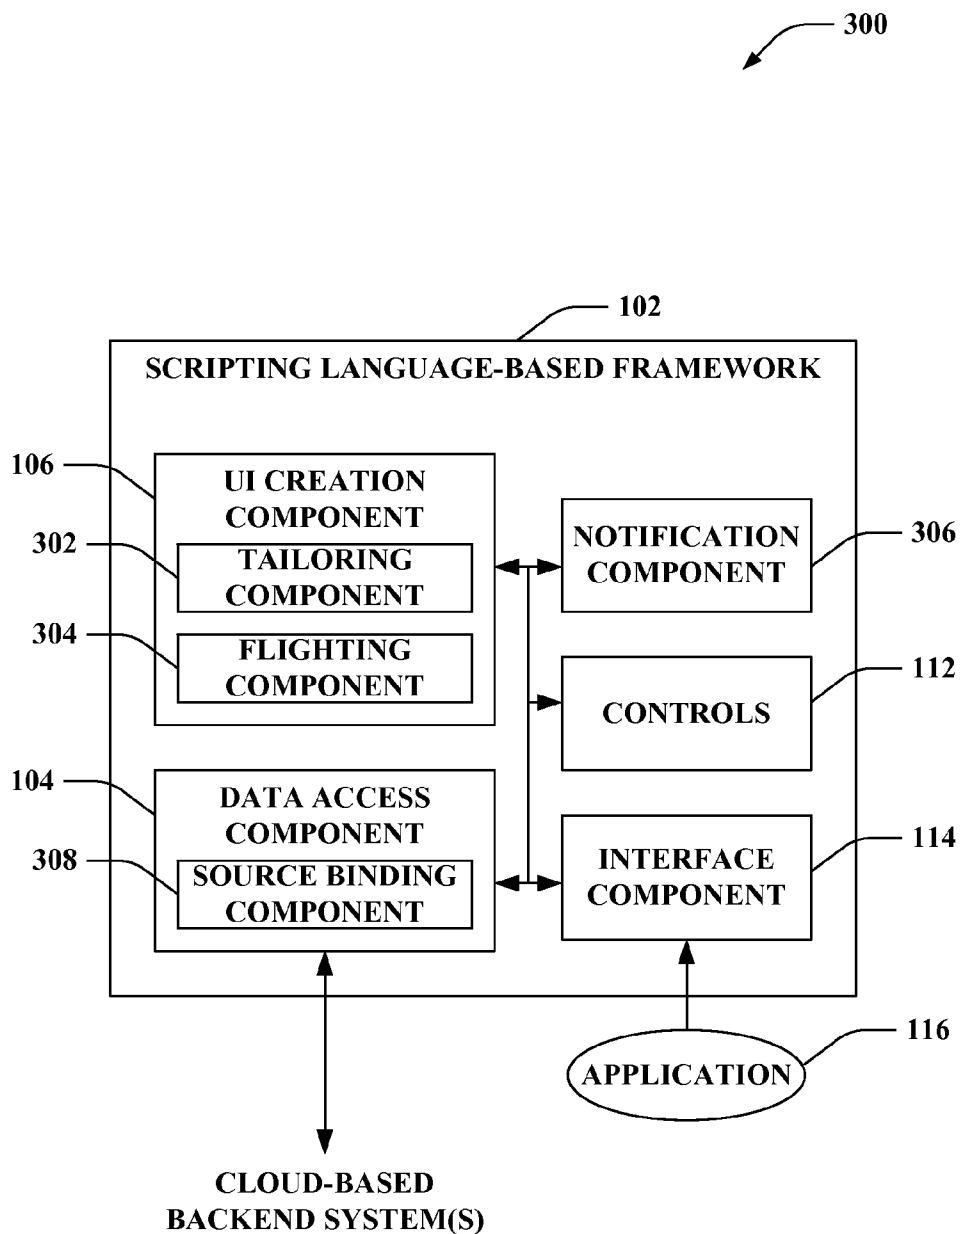 300
102
SCRIPTING LANGUAGE-BASED FRAMEWORK
106
UI CREATION
COMPONENT
302
TAILORING
COMPONENT
304
FLIGHTING
COMPONENT
NOTIFICATION
COMPONENT
306
CONTROLS
112
104
DATA ACCESS
COMPONENT
308
SOURCE BINDING
COMPONENT
INTERFACE
COMPONENT
114
APPLICATION
116
CLOUD-BASED
BACKEND SYSTEM(S)